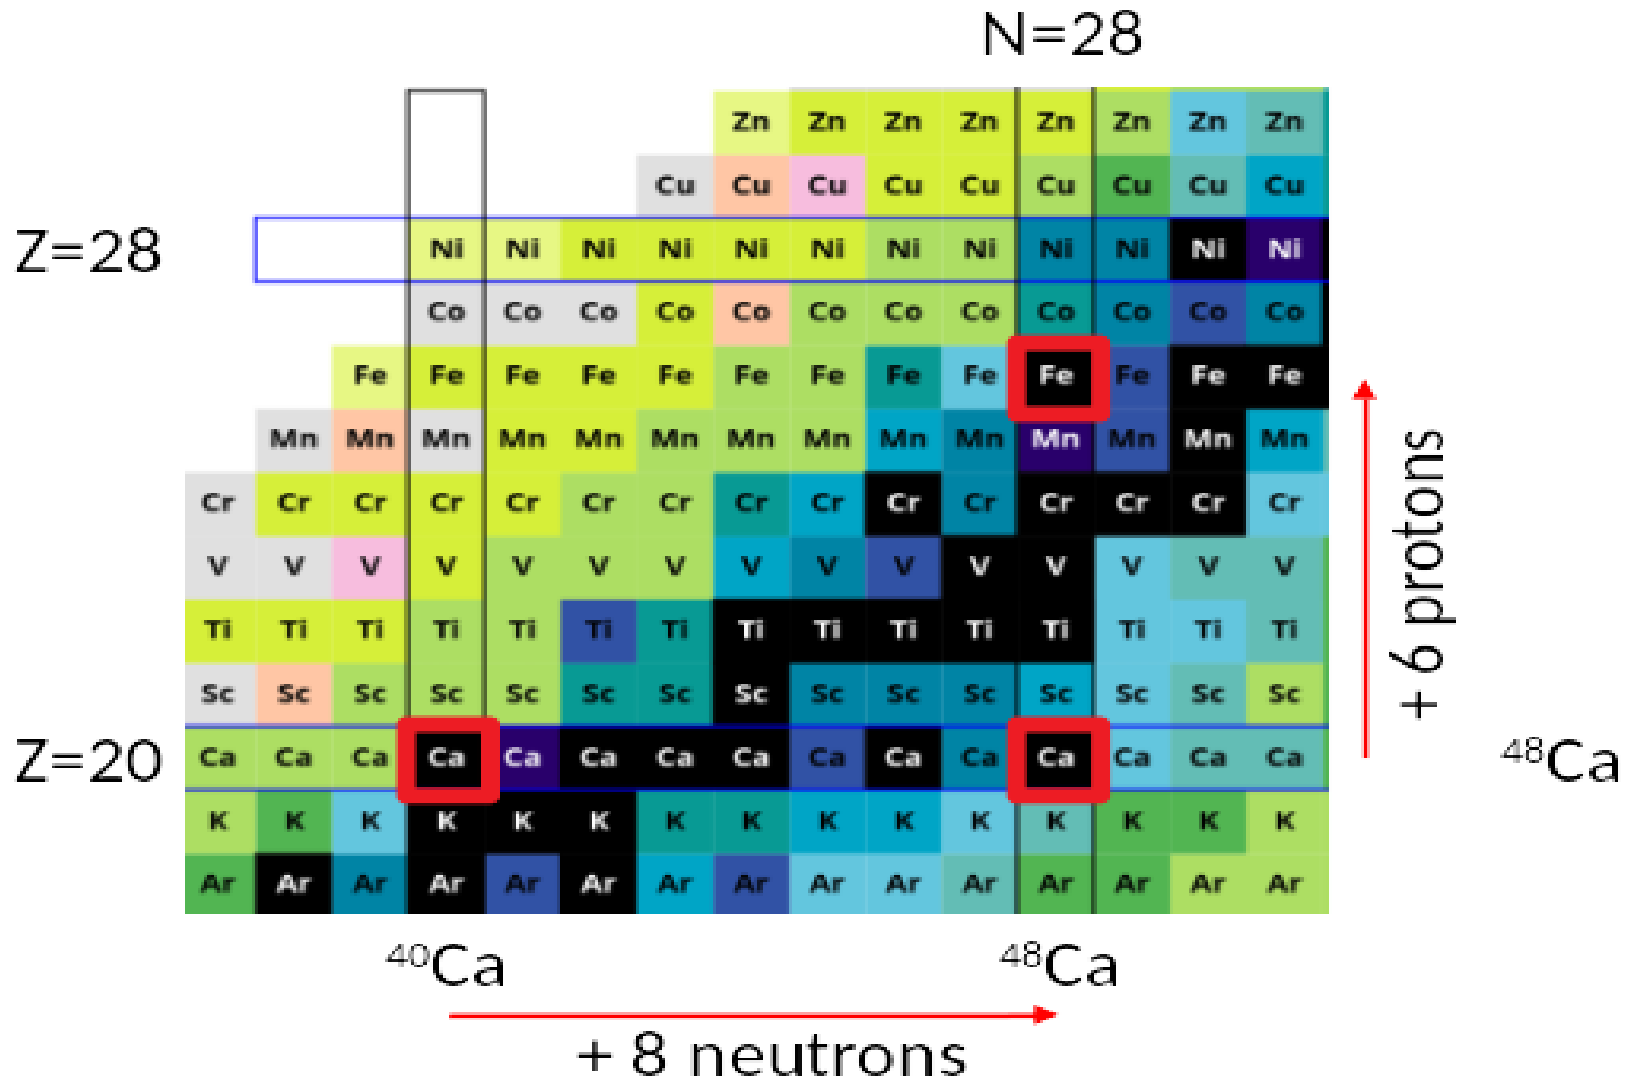 N=28
Zn Zn Zn Zn Zn Zn Zn Zn
Cu Cu Cu Cu Cu Cu Cu Cu Cu
Z=28 Ni Ni Ni Ni Ni Ni Ni Ni Ni Ni Ni Ni
Co Co Co Co Co Co Co Co Co Co Co Co
Fe Fe Fe Fe Fe Fe Fe Fe Fe Fe Fe Fe Fe
Mn Mn Mn Mn Mn Mn Mn Mn Mn Mn Mn Mn Mn Mn
Cr Cr Cr Cr Cr Cr Cr Cr Cr Cr Cr Cr Cr Cr Cr
V V V V V V V V V V V V V V V
Ti Ti Ti Ti Ti Ti Ti Ti Ti Ti Ti Ti Ti Ti Ti
Sc Sc Sc Sc Sc Sc Sc Sc Sc Sc Sc Sc Sc Sc Sc
Z=20 Ca Ca Ca Ca Ca Ca Ca Ca Ca Ca Ca Ca Ca Ca Ca
K K K K K K K K K K K K K K K
Ar Ar Ar Ar Ar Ar Ar Ar Ar Ar Ar Ar Ar Ar Ar
+ 6 protons
⁴⁸Ca
⁴⁰Ca ⁴⁸Ca
+ 8 neutrons